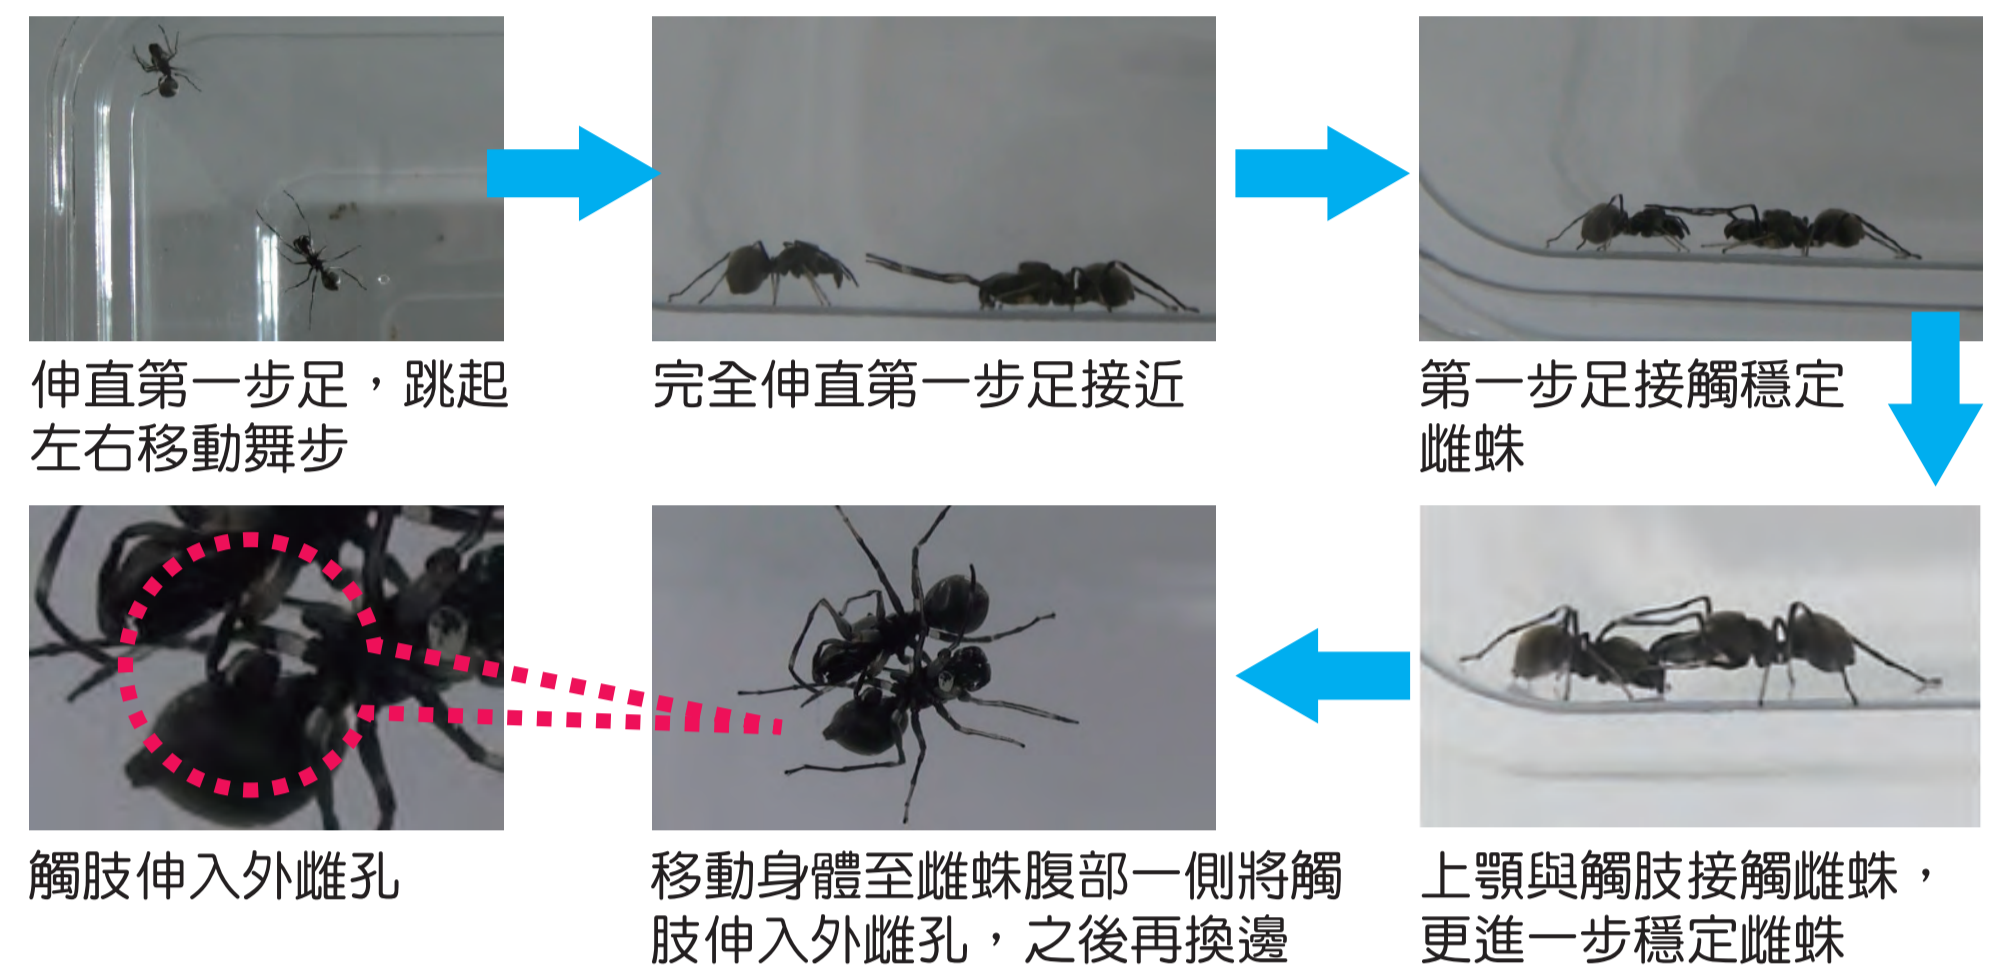 伸直第一步足，跳起
左右移動舞步
完全伸直第一步足接近
第一步足接觸穩定
雌蛛
上顎與觸肢接觸雌蛛，
更進一步穩定雌蛛
移動身體至雌蛛腹部一側將觸
肢伸入外雌孔，之後再換邊
觸肢伸入外雌孔